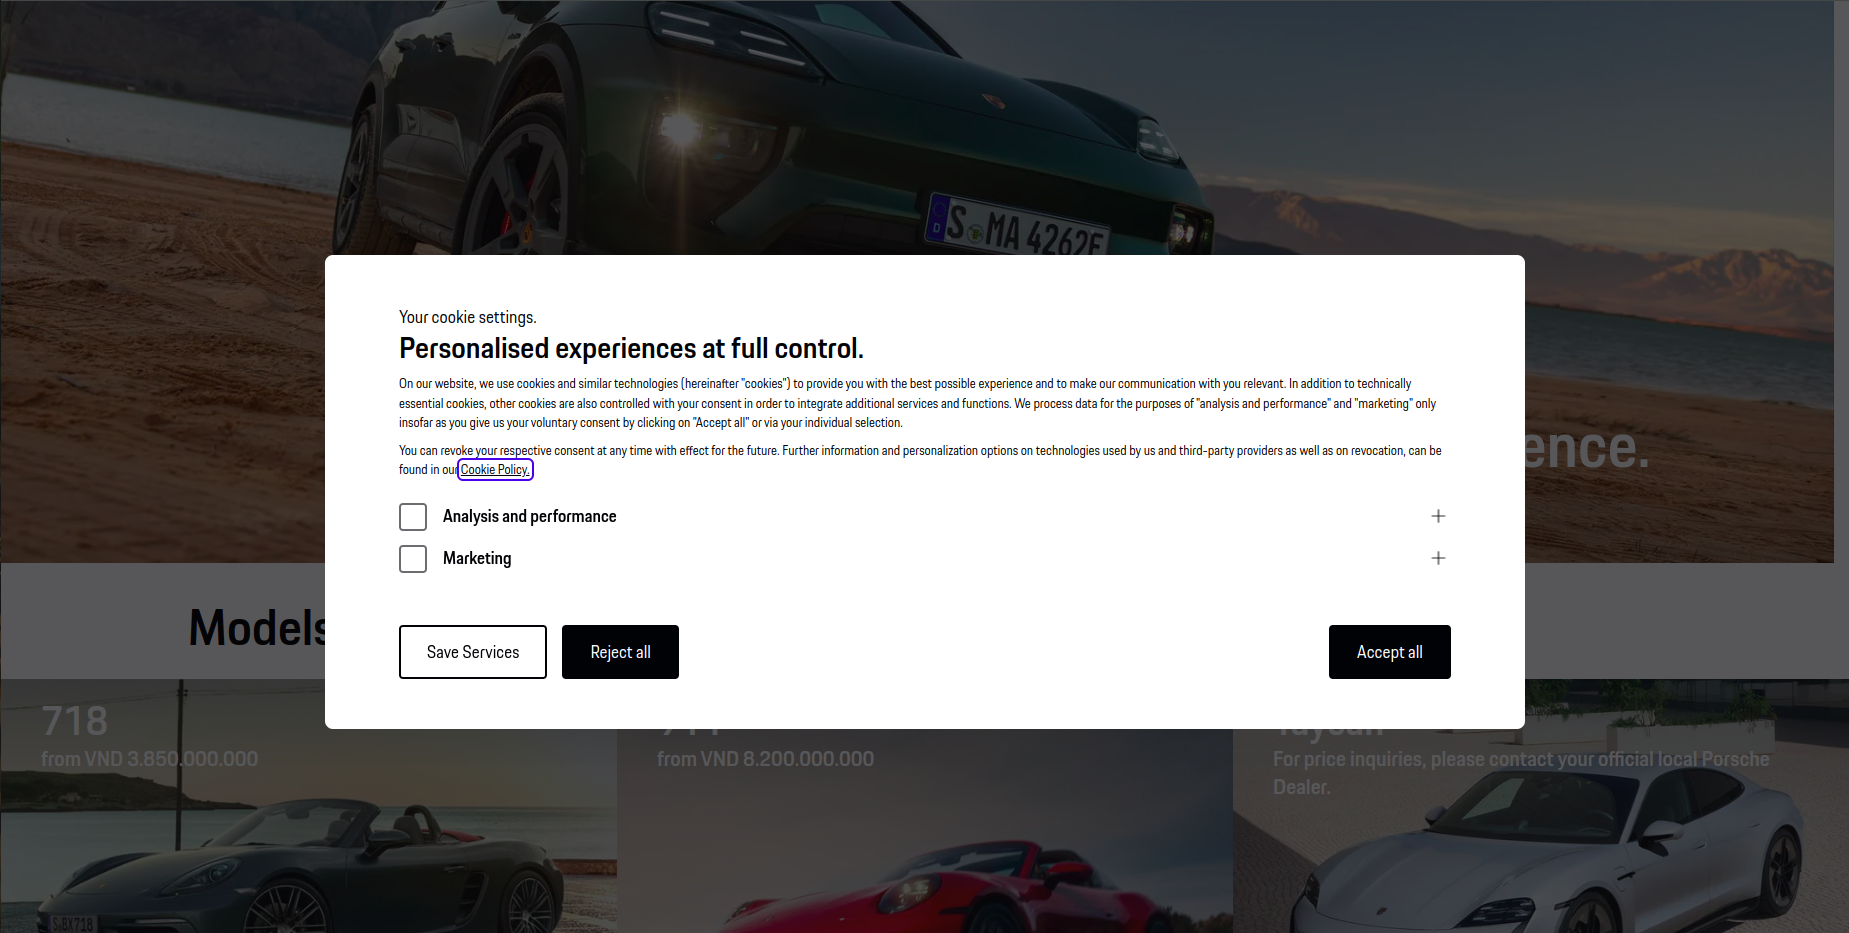 S MA 4262E
Your cookie settings.
Personalised experiences at full control.
On our website, we use cookies and similar technologies (hereinafter "cookies") to provide you with the best possible experience and to make our communication with you relevant. In addition to technically
essential cookies, other cookies are also controlled with your consent in order to integrate additional services and functions. We process data for the purposes of "analysis and performance" and "marketing" only
insofar as you give us your voluntary consent by clicking on "Accept all" or via your individual selection.
You can revoke your respective consent at any time with effect for the future. Further information and personalization options on technologies used by us and third-party providers as well as on revocation, can be
found in our Cookie Policy.
ence.
Analysis and performance
Marketing
Models
Save Services
Reject all
Accept all
718
from VND 3.850.000.000
from VND 8.200.000.000
For price inquiries, please contact your official local Porsche
Dealer.
S:BX718